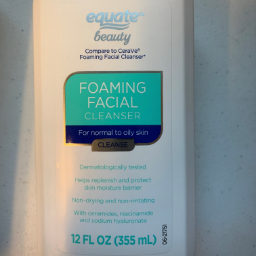 equate
beauty
Compare to CeraVe®
Foaming Facial Cleanser*
FOAMING
FACIAL
CLEANSER
For normal to oily skin
CLEANSE
Dermatologically tested
Helps replenish and protect
skin moisture barrier
Non-drying and non-irritating
With ceramides, niacinamide
and sodium hyaluronate
12 FL OZ (355 mL)